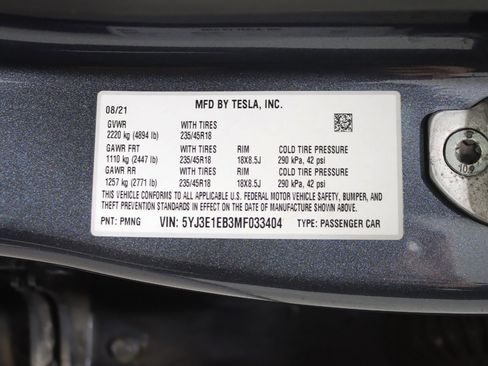 MFD BY TESLA, INC.
08/21
GVWR WITH TIRES
2220 kg (4894 lb) 235/45R18
GAWR FRT WITH TIRES RIM COLD TIRE PRESSURE
1110 kg (2447 lb) 235/45R18 18X8.5J 290 kPa, 42 psi
GAWR RR WITH TIRES RIM COLD TIRE PRESSURE
1257 kg (2771 lb) 235/45R18 18X8.5J 290 kPa, 42 psi
THIS VEHICLE CONFORMS TO ALL APPLICABLE U.S. FEDERAL MOTOR VEHICLE SAFETY, BUMPER, AND
THEFT PREVENTION STANDARDS IN EFFECT ON THE DATE OF MANUFACTURE SHOWN ABOVE.
PNT: PMNG VIN: 5YJ3E1EB3MF033404 TYPE: PASSENGER CAR